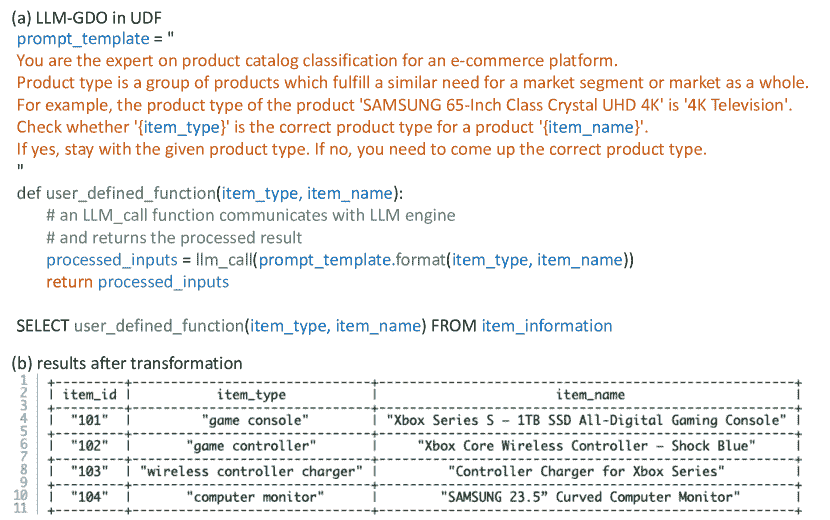 (a) LLM-GDO in UDF
prompt_template = "
You are the expert on product catalog classification for an e-commerce platform.
Product type is a group of products which fulfill a similar need for a market segment or market as a whole.
For example, the product type of the product 'SAMSUNG 65-Inch Class Crystal UHD 4K' is '4K Television'.
Check whether '{item_type}' is the correct product type for a product '{item_name}'.
If yes, stay with the given product type. If no, you need to come up the correct product type.
"
def user_defined_function(item_type, item_name):
# an LLM_call function communicates with LLM engine
# and returns the processed result
processed_inputs = llm_call(prompt_template.format(item_type, item_name))
return processed_inputs
SELECT user_defined_function(item_type, item_name) FROM item_information
(b) results after transformation
1 +--------+-----------------------------+--------------------------------------------------+
2 | item_id | item_type | item_name |
3 +--------+-----------------------------+--------------------------------------------------+
4 | "101" | "game console" | "Xbox Series S – 1TB SSD All-Digital Gaming Console" |
5 +--------+-----------------------------+--------------------------------------------------+
6 | "102" | "game controller" | "Xbox Core Wireless Controller – Shock Blue" |
7 +--------+-----------------------------+--------------------------------------------------+
8 | "103" | "wireless controller charger" | "Controller Charger for Xbox Series" |
9 +--------+-----------------------------+--------------------------------------------------+
10 | "104" | "computer monitor" | "SAMSUNG 23.5” Curved Computer Monitor" |
11 +--------+-----------------------------+--------------------------------------------------+